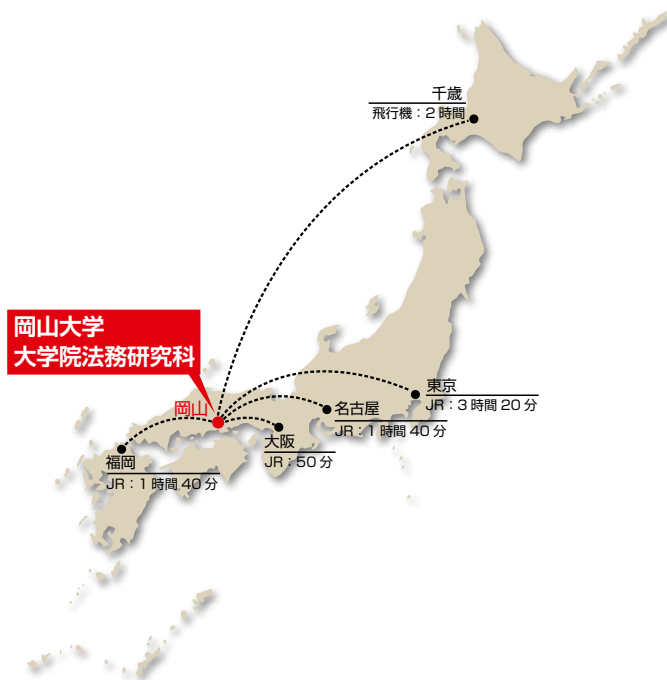 千歳
飛行機：2時間
岡山大学
大学院法務研究科
岡山
東京
JR：3時間20分
名古屋
JR：1時間40分
大阪
JR：50分
福岡
JR：1時間40分